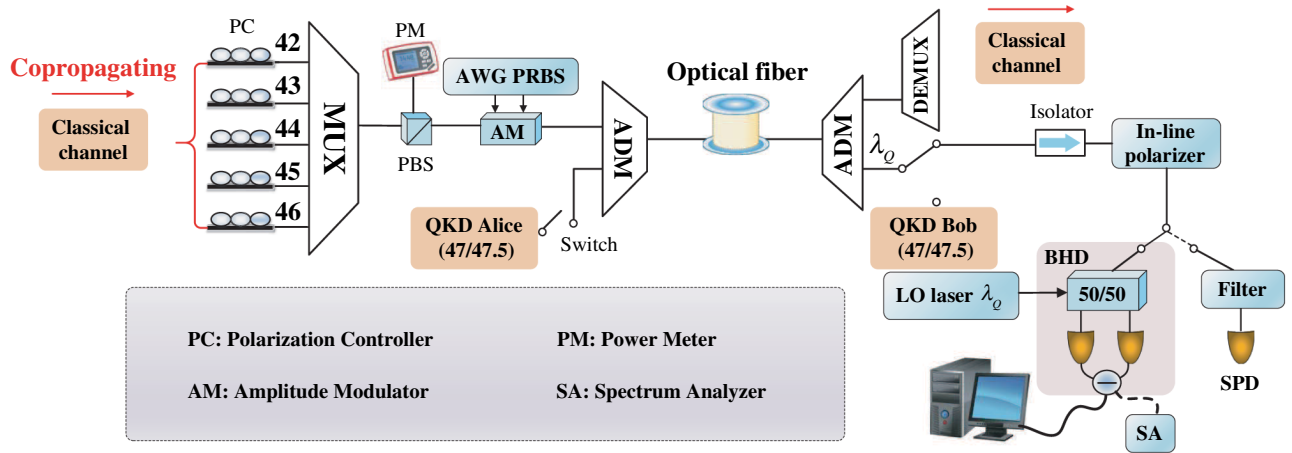 PC
42
43
44
45
46
Copropagating
Classical
channel
MUX
PM
PBS
AWG PRBS
AM
ADM
QKD Alice
(47/47.5)
Switch
Optical fiber
ADM
DEMUX
λQ
Classical
channel
QKD Bob
(47/47.5)
Isolator
In-line
polarizer
BHD
LO laser λQ
50/50
Filter
SPD
SA
PC: Polarization Controller
PM: Power Meter
AM: Amplitude Modulator
SA: Spectrum Analyzer